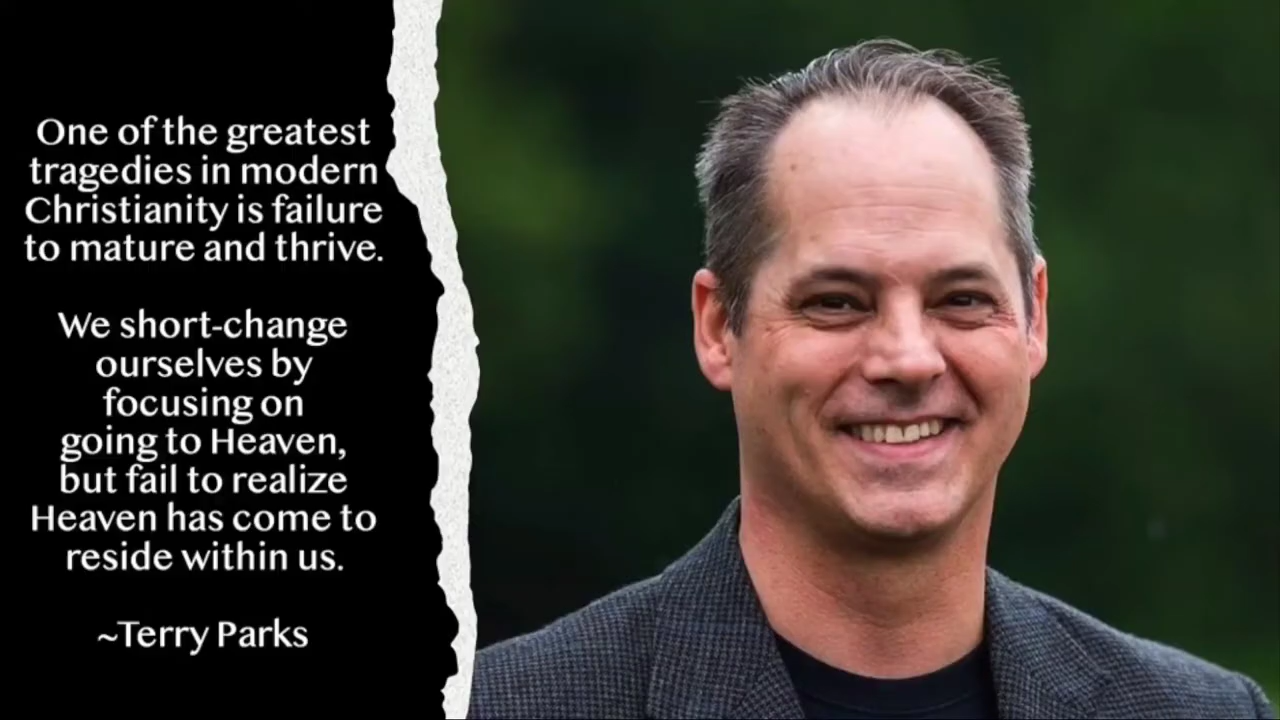 One of the greatest
tragedies in modern
Christianity is failure
to mature and thrive.
We short-change
ourselves by
focusing on
going to Heaven,
but fail to realize
Heaven has come to
reside within us.
~Terry Parks